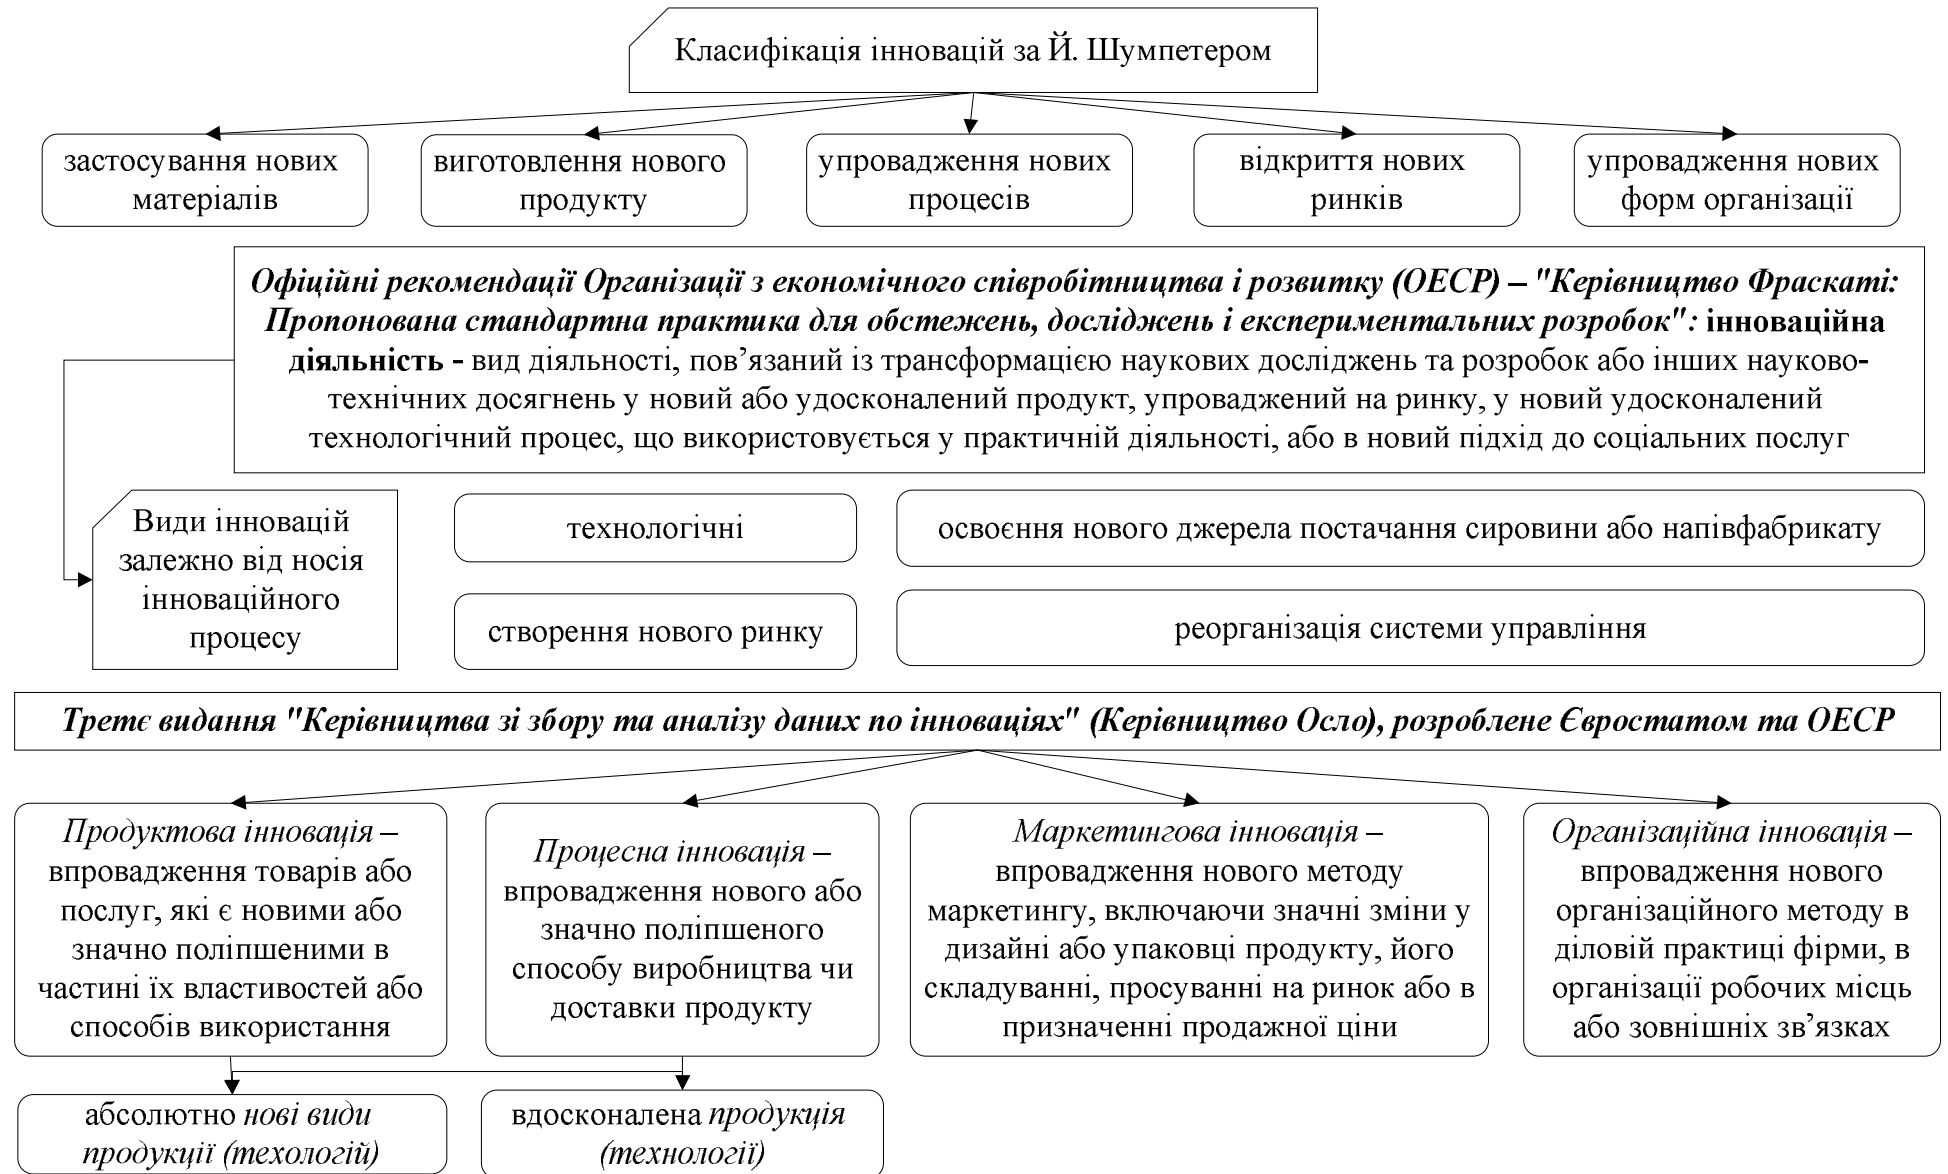 Класифікація інновацій за Й. Шумпетером
застосування нових
матеріалів
виготовлення нового
продукту
упровадження нових
процесів
відкриття нових
ринків
упровадження нових
форм організації
Офіційні рекомендації Організації з економічного співробітництва і розвитку (ОЕСР) – "Керівництво Фраскаті:
Пропонована стандартна практика для обстежень, досліджень і експериментальних розробок": інноваційна
діяльність - вид діяльності, пов’язаний із трансформацією наукових досліджень та розробок або інших науково-
технічних досягнень у новий або удосконалений продукт, упроваджений на ринку, у новий удосконалений
технологічний процес, що використовується у практичній діяльності, або в новий підхід до соціальних послуг
Види інновацій
залежно від носія
інноваційного
процесу
технологічні
освоєння нового джерела постачання сировини або напівфабрикату
створення нового ринку
реорганізація системи управління
Третє видання "Керівництва зі збору та аналізу даних по інноваціях" (Керівництво Осло), розроблене Євростатом та ОЕСР
Продуктова інновація –
впровадження товарів або
послуг, які є новими або
значно поліпшеними в
частині їх властивостей або
способів використання
Процесна інновація –
впровадження нового або
значно поліпшеного
способу виробництва чи
доставки продукту
Маркетингова інновація –
впровадження нового методу
маркетингу, включаючи значні зміни у
дизайні або упаковці продукту, його
складуванні, просуванні на ринок або в
призначенні продажної ціни
Організаційна інновація –
впровадження нового
організаційного методу в
діловій практиці фірми, в
організації робочих місць
або зовнішніх зв’язках
абсолютно нові види
продукції (техологій)
вдосконалена продукція
(технології)